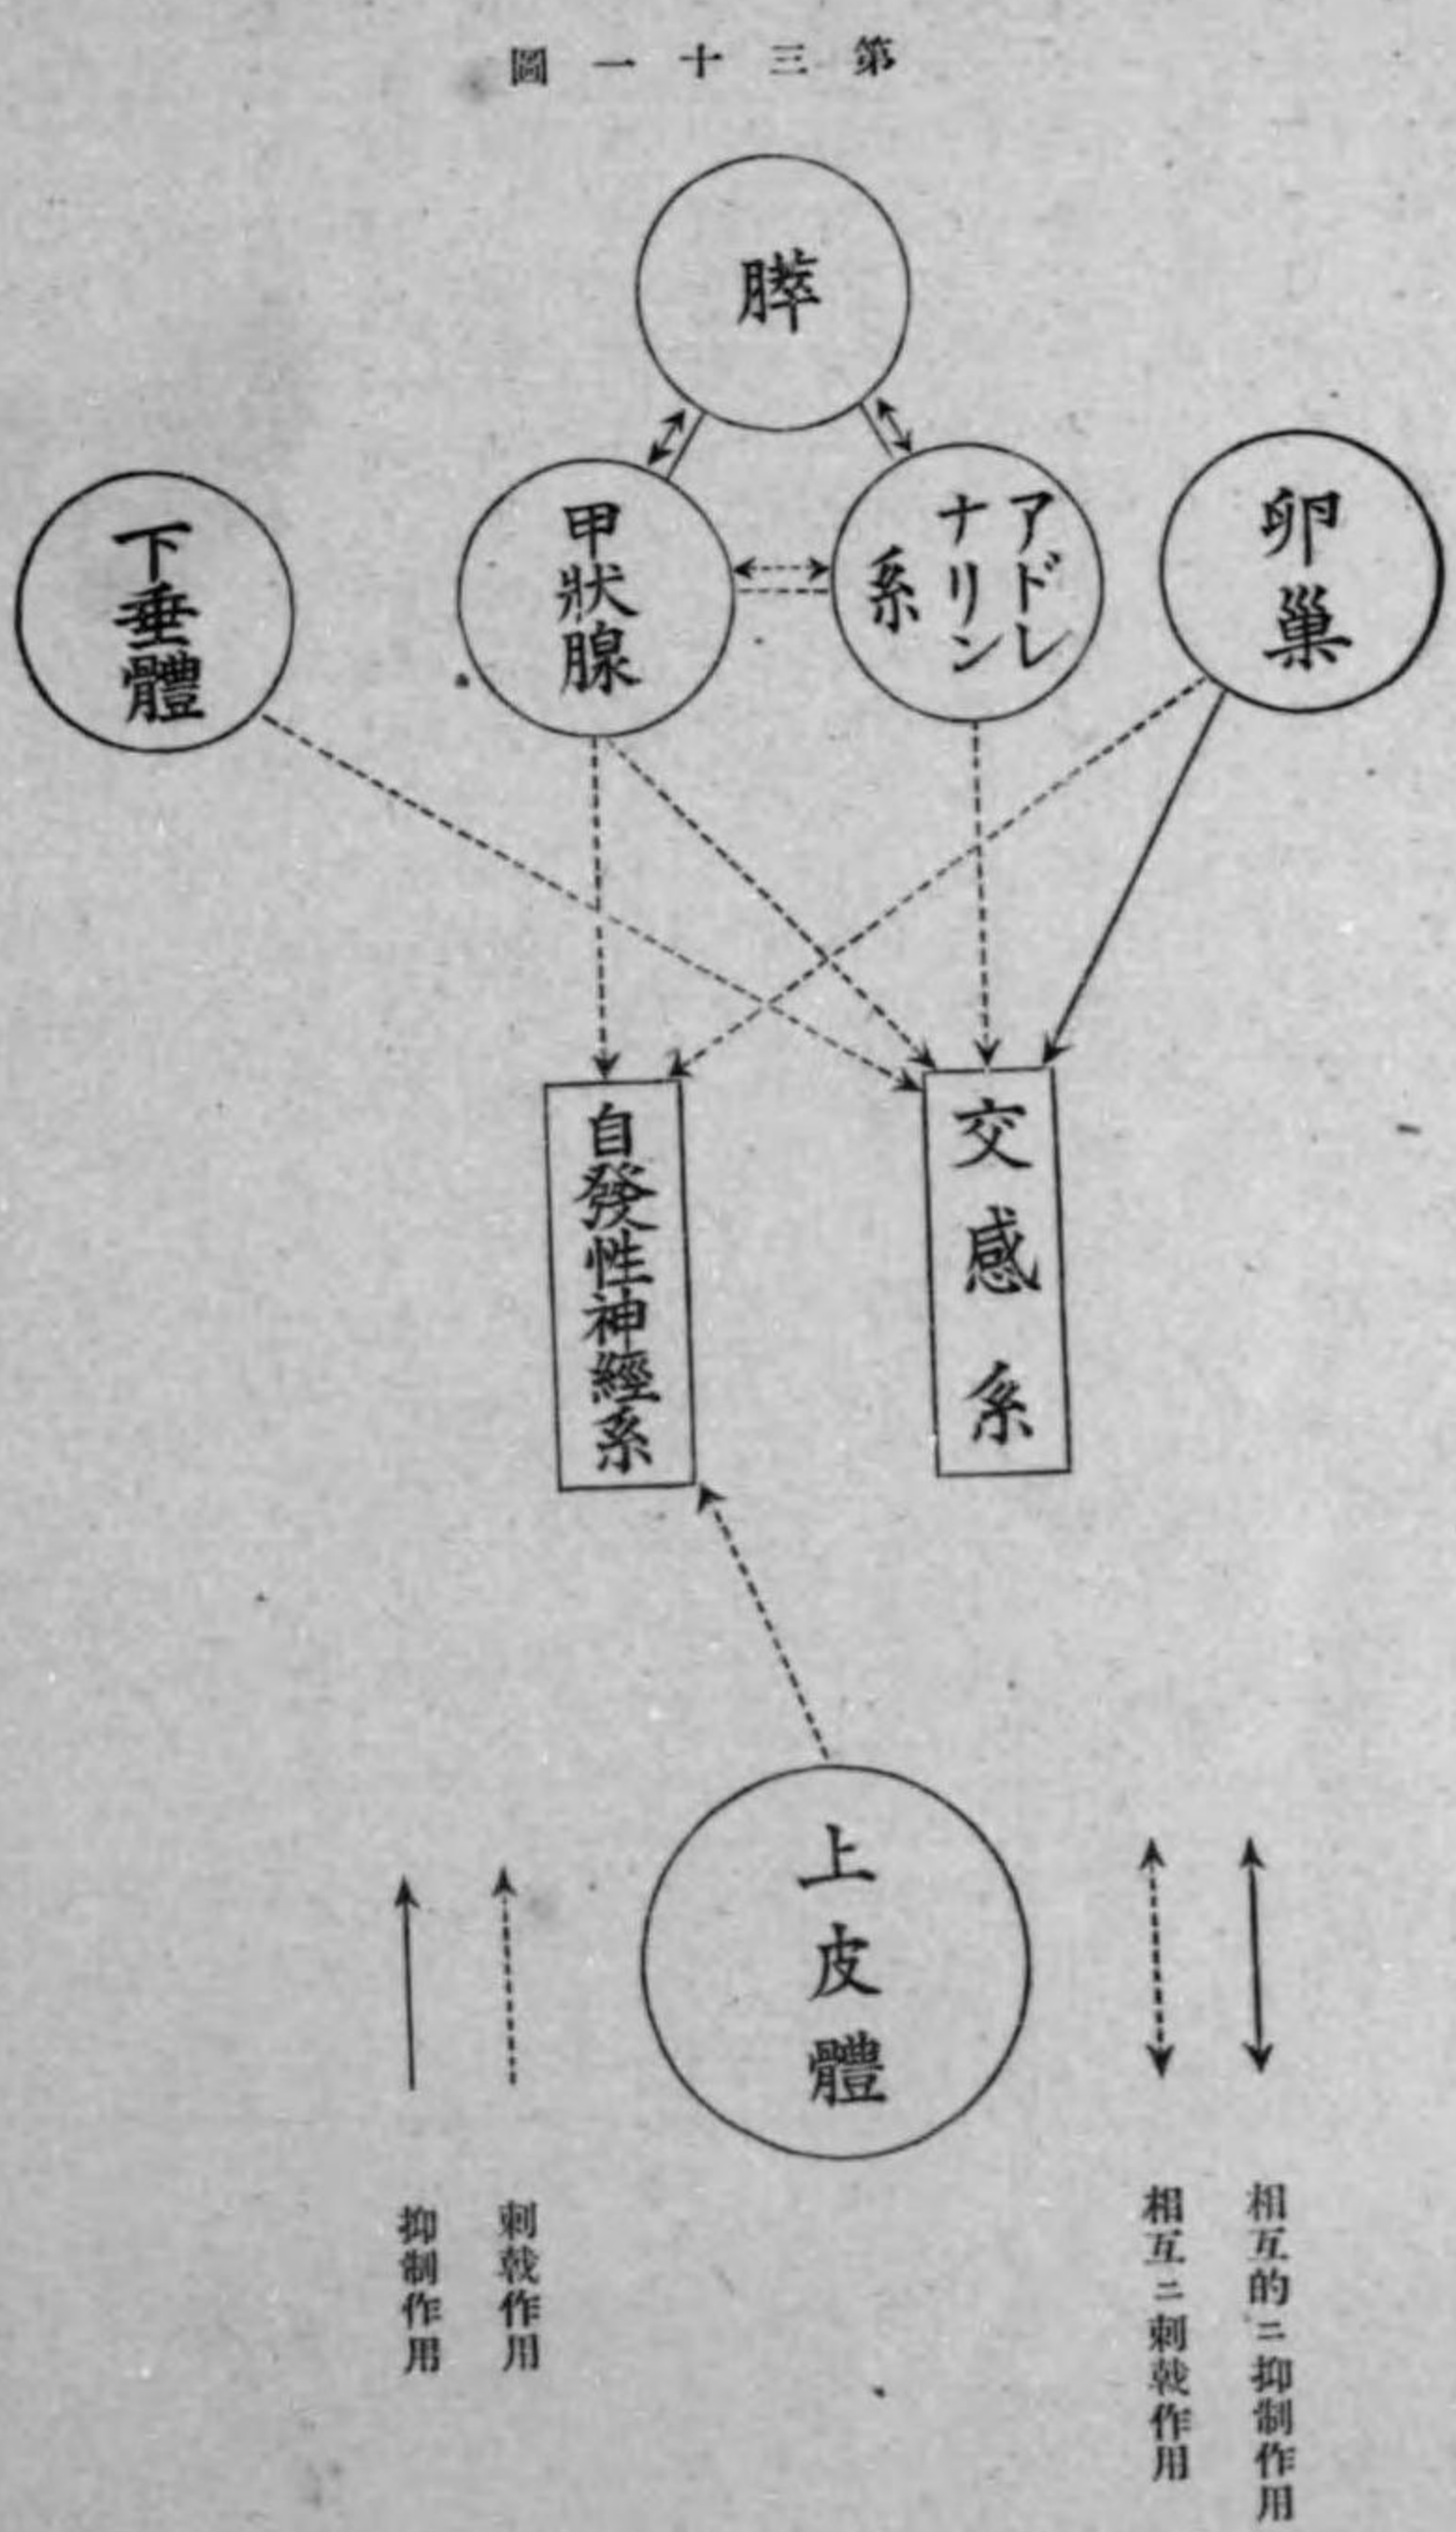 第三十一圖
膵
卵巢
アドレ
ナリン
系
甲狀腺
下垂體
交感系
自發性神經系
上皮體
相互的ニ抑制作用
相互ニ刺戟作用
刺戟作用
抑制作用